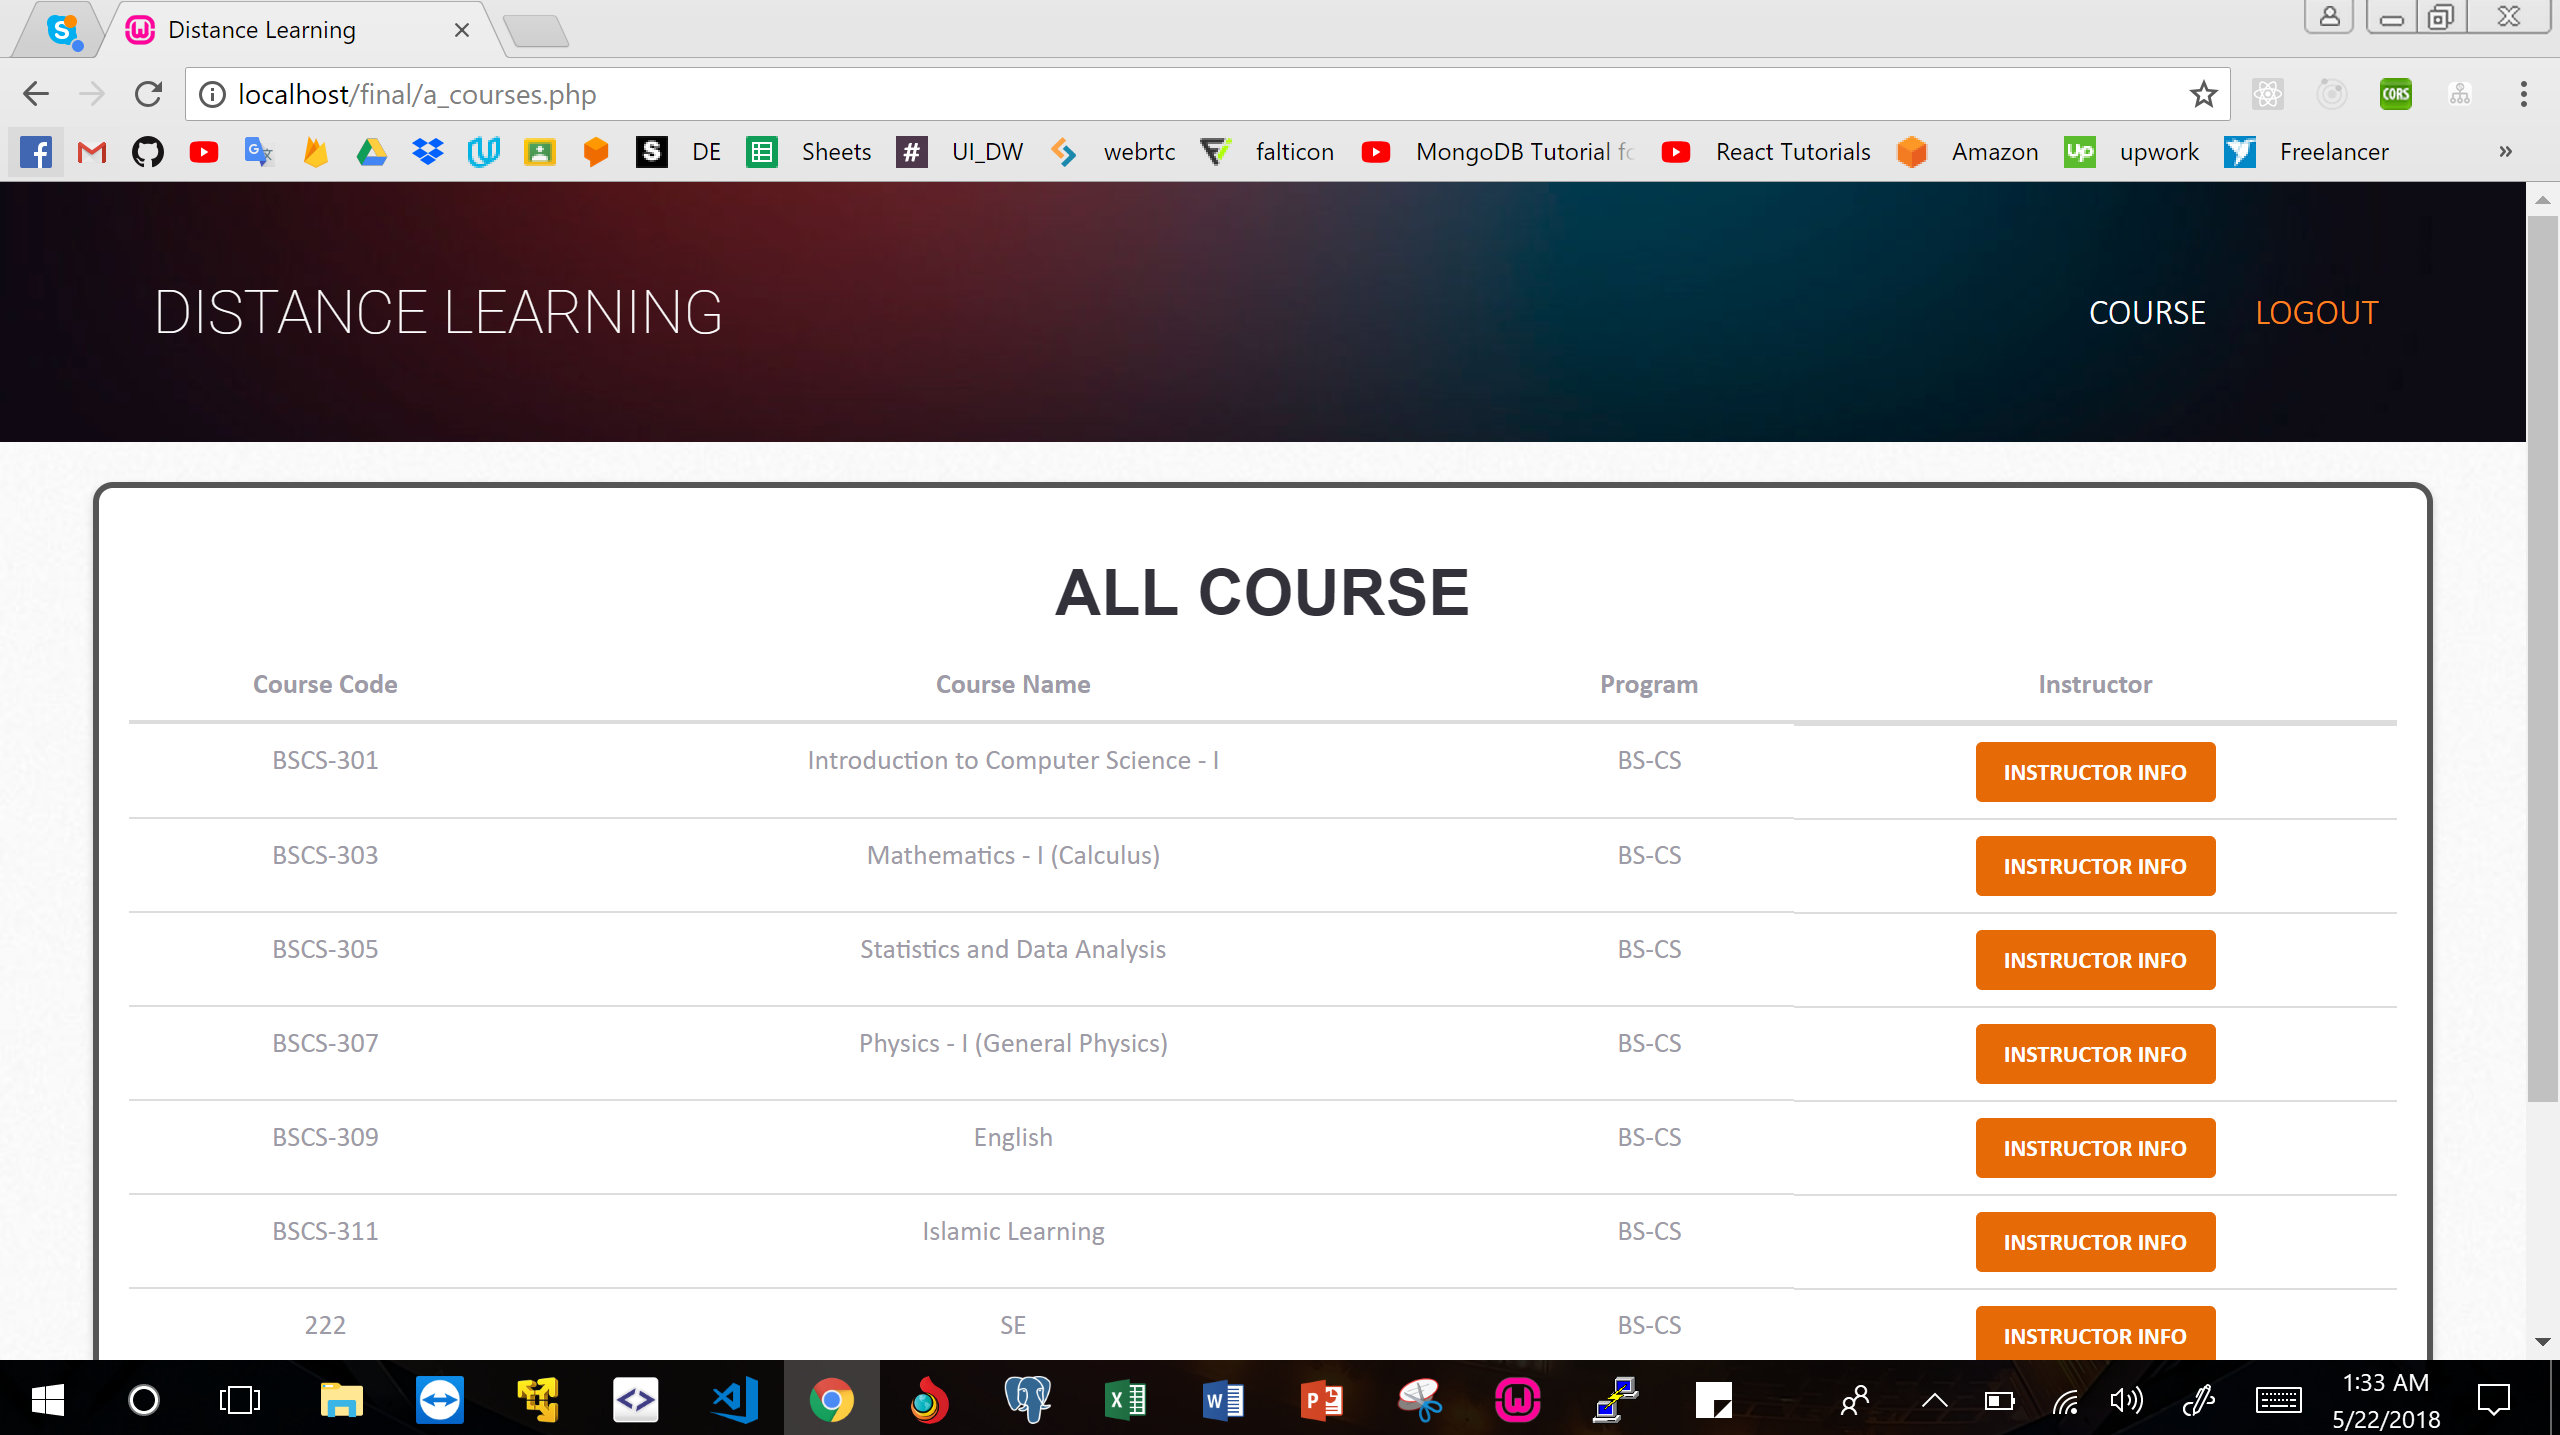 Distance Learning
localhost/final/a_courses.php
CORS
DE Sheets # UI_DW webrtc falticon MongoDB Tutorial fo React Tutorials Amazon Up upwork Freelancer »
DISTANCE LEARNING
COURSE LOGOUT
ALL COURSE
Course Code Course Name Program Instructor
BSCS-301 Introduction to Computer Science - I BS-CS INSTRUCTOR INFO
BSCS-303 Mathematics - I (Calculus) BS-CS INSTRUCTOR INFO
BSCS-305 Statistics and Data Analysis BS-CS INSTRUCTOR INFO
BSCS-307 Physics - I (General Physics) BS-CS INSTRUCTOR INFO
BSCS-309 English BS-CS INSTRUCTOR INFO
BSCS-311 Islamic Learning BS-CS INSTRUCTOR INFO
222 SE BS-CS INSTRUCTOR INFO
1:33 AM
5/22/2018